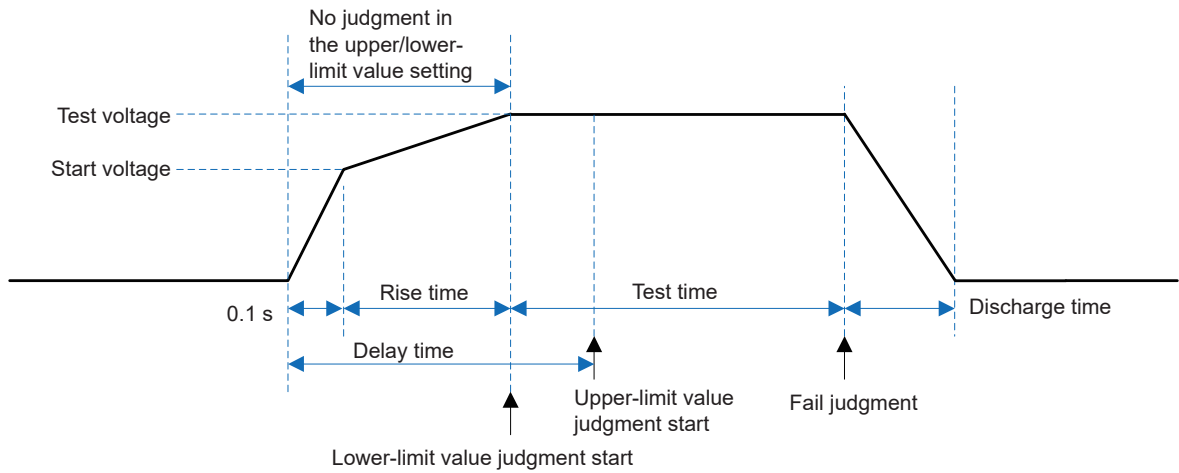 No judgment in
the upper/lower-
limit value setting
Test voltage
Start voltage
0.1 s
Rise time
Test time
Discharge time
Delay time
Upper-limit value
judgment start
Fail judgment
Lower-limit value judgment start